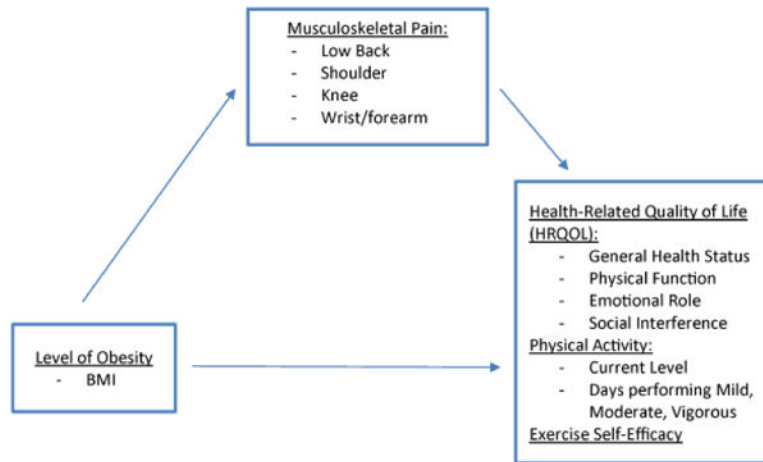 Musculoskeletal Pain:
- Low Back
- Shoulder
- Knee
- Wrist/forearm
Health-Related Quality of Life
(HRQOL):
- General Health Status
- Physical Function
- Emotional Role
- Social Interference
Physical Activity:
- Current Level
- Days performing Mild,
Moderate, Vigorous
Exercise Self-Efficacy
Level of Obesity
- BMI